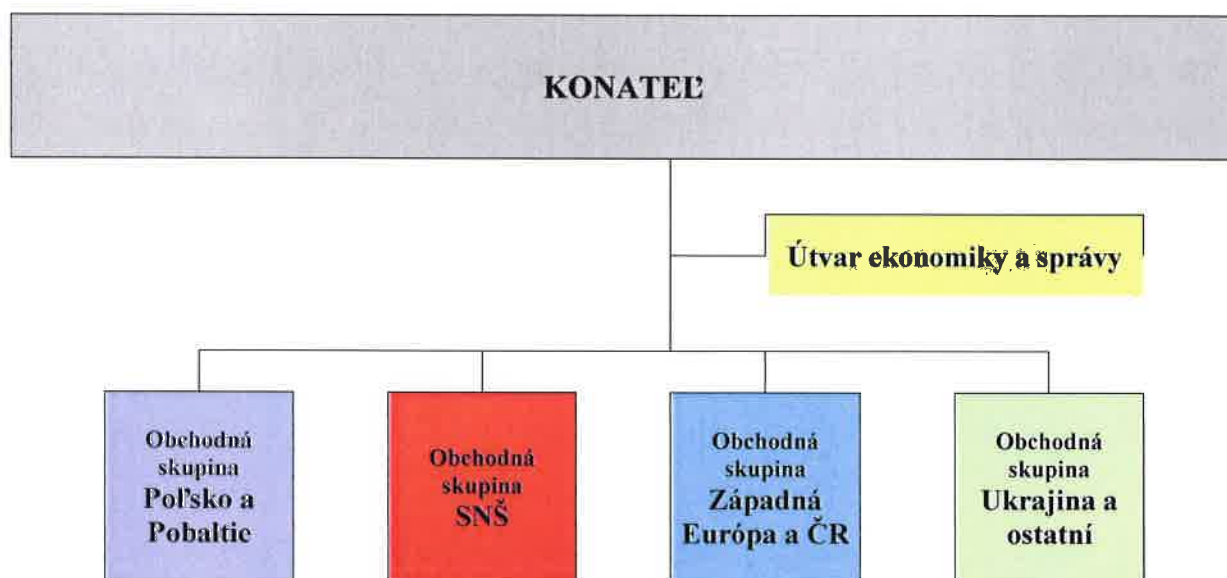 KONATEĽ
Útvar ekonomiky a správy
Obchodná
skupina
Poľsko a
Pobaltie
Obchodná
skupina
SNŠ
Obchodná
skupina
Západná
Európa a ČR
Obchodná
skupina
Ukrajina a
ostatní